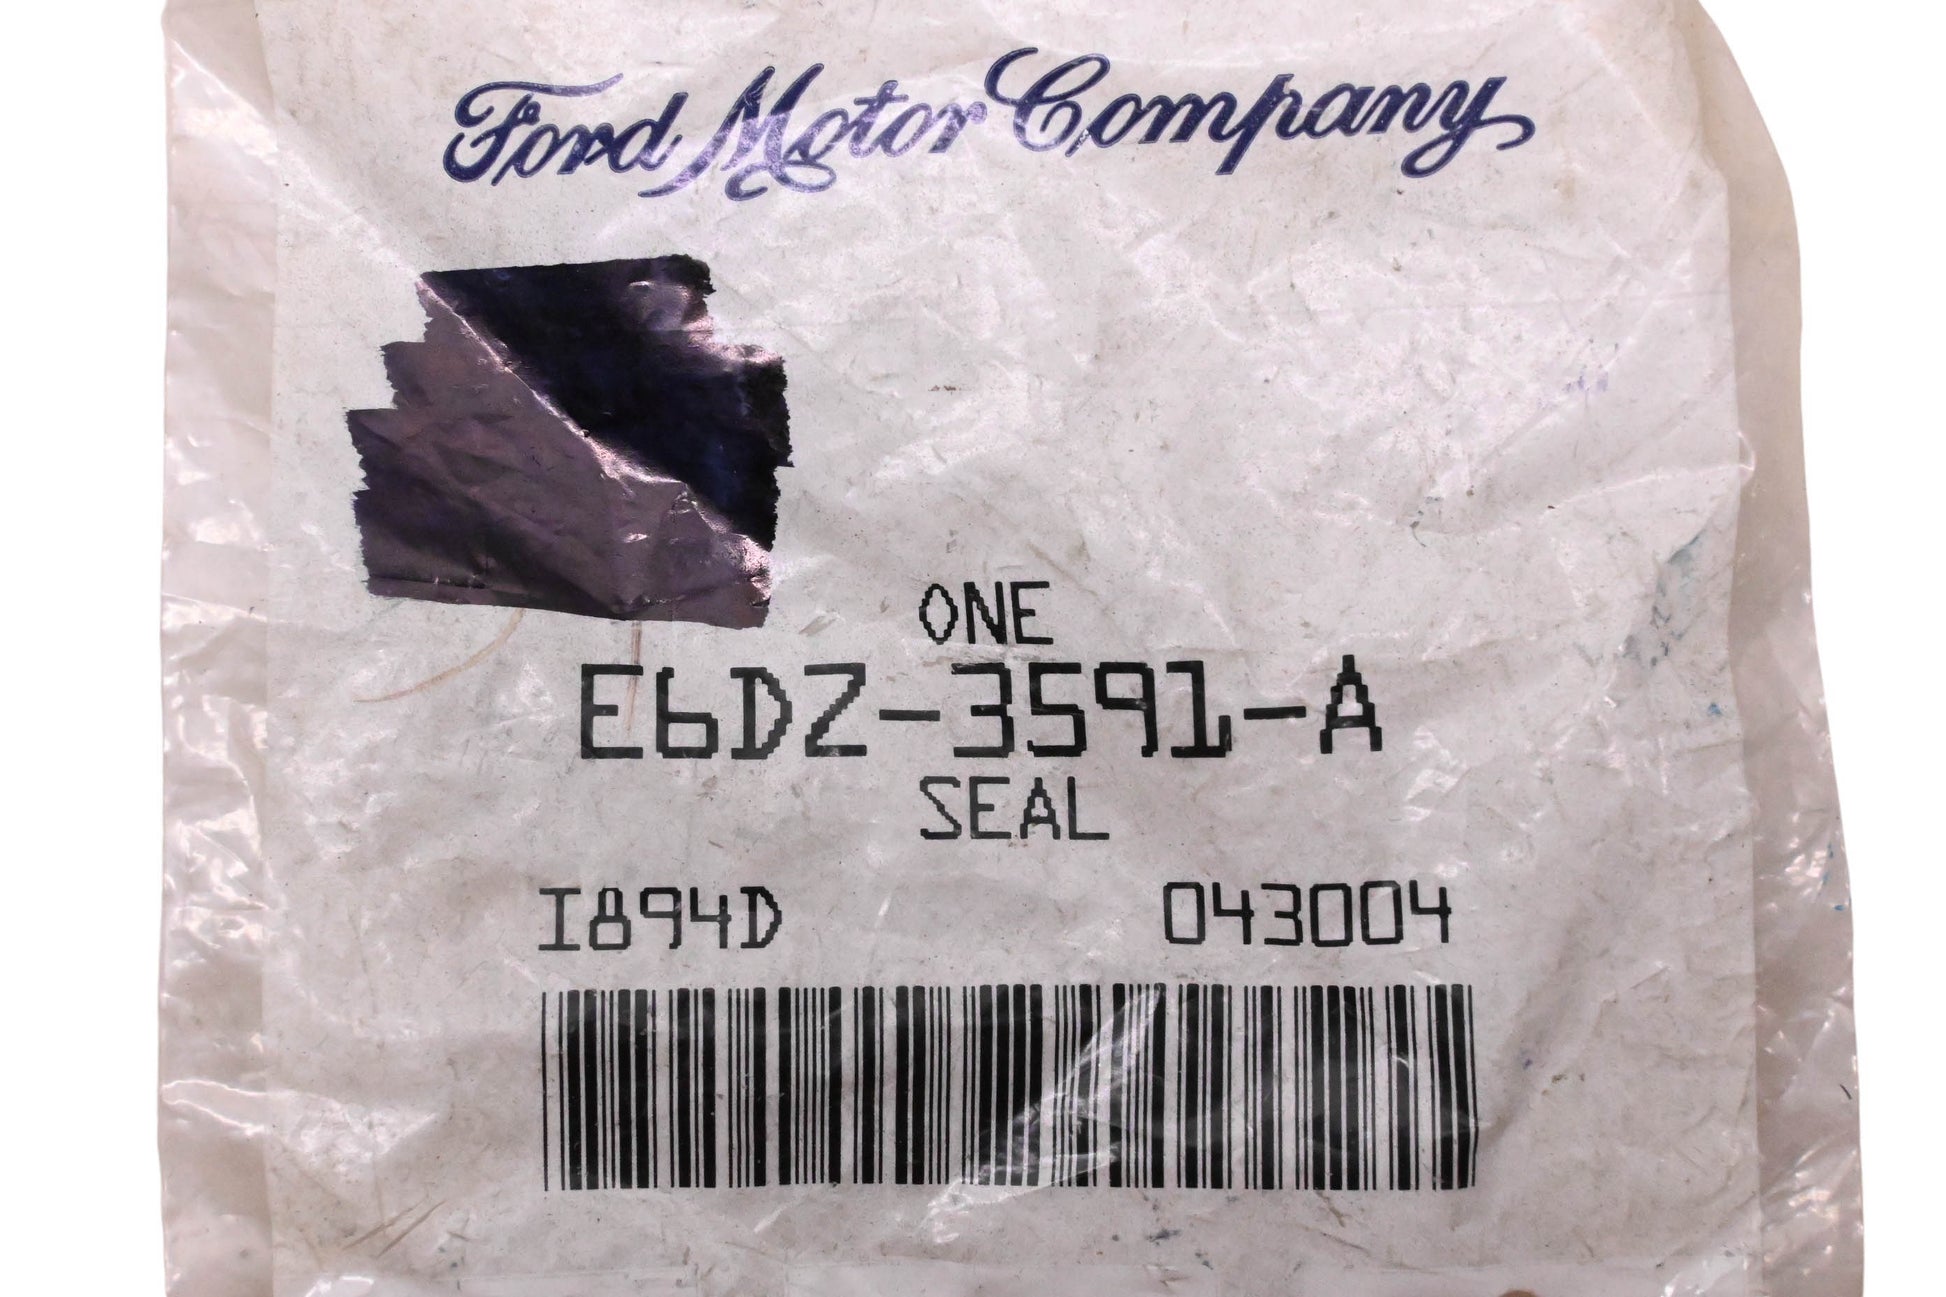 Ford Motor Company
ONE
E6DZ-3591-A
SEAL
I894D 043004